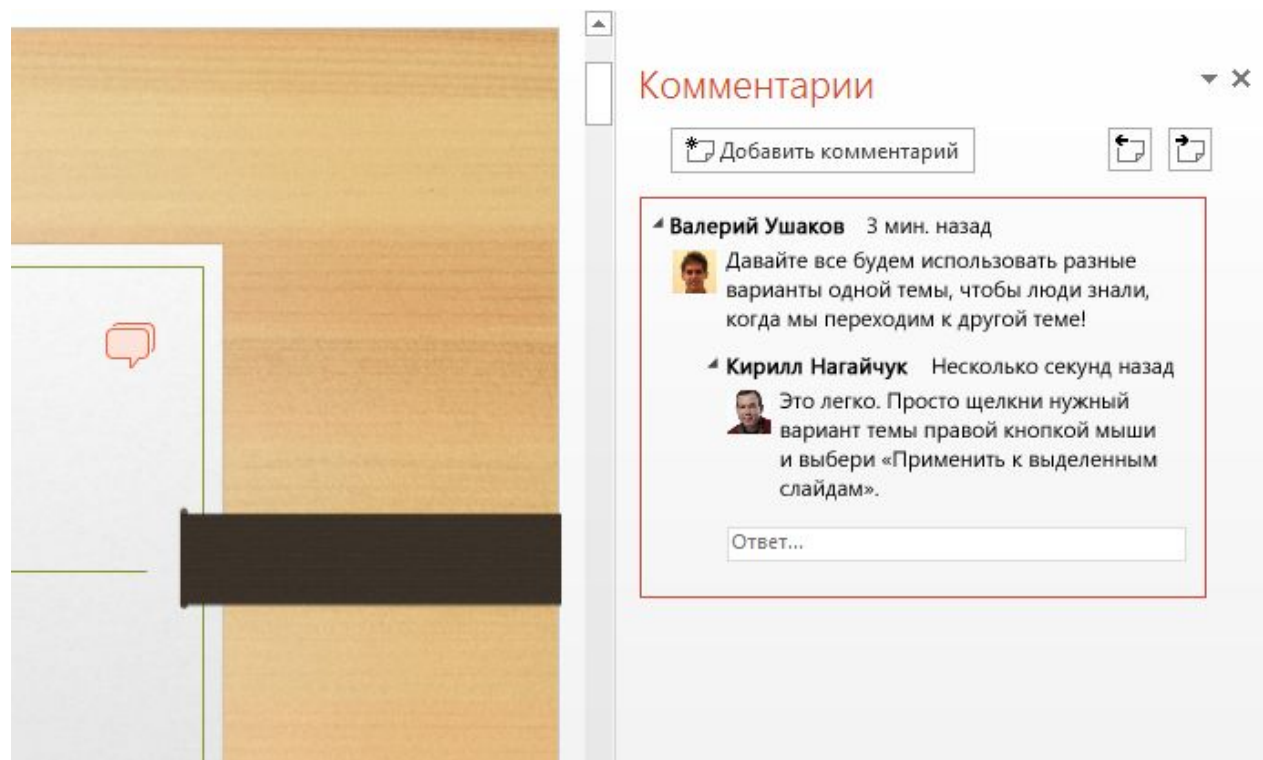 Комментарии
Добавить комментарий
Валерий Ушаков 3 мин. назад
Давайте все будем использовать разные
варианты одной темы, чтобы люди знали,
когда мы переходим к другой теме!
Кирилл Нагайчук Несколько секунд назад
Это легко. Просто щелкни нужный
вариант темы правой кнопкой мыши
и выбери «Применить к выделенным
слайдам».
Ответ...